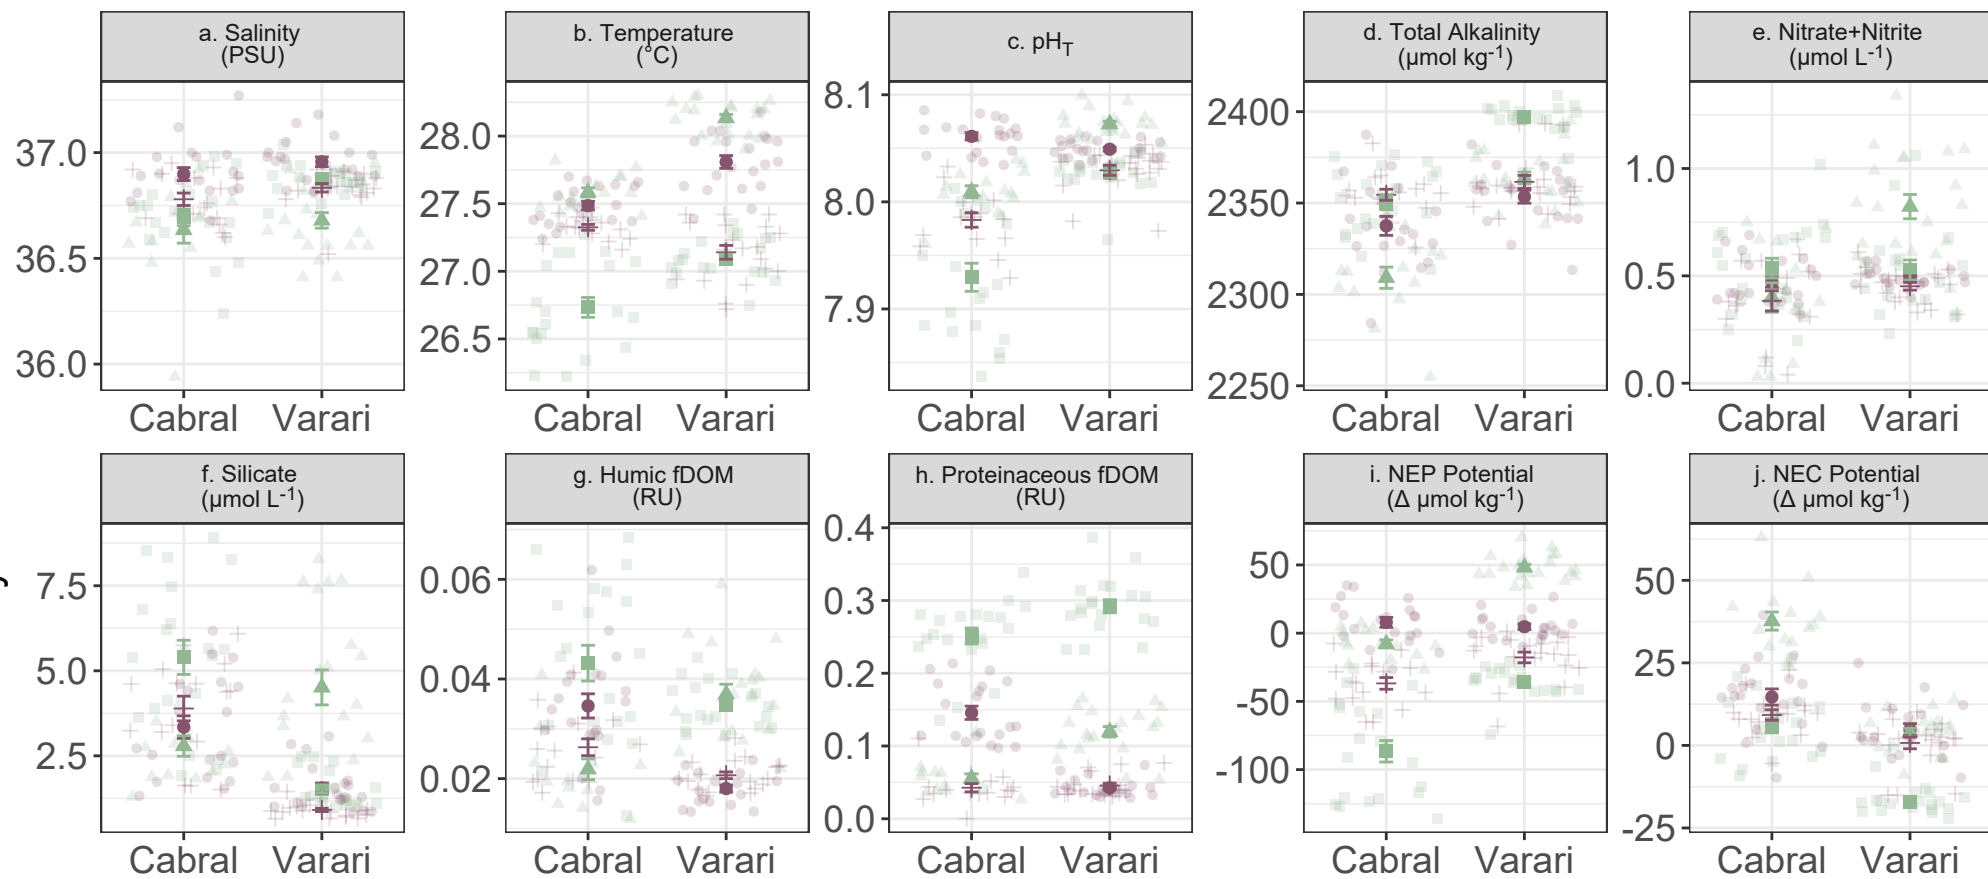 a. Salinity
(PSU)
37.0
36.5
36.0
Cabral Varari
b. Temperature
(°C)
28.0
27.5
27.0
26.5
Cabral Varari
c. pHT
8.1
8.0
7.9
Cabral Varari
d. Total Alkalinity
(µmol kg-1)
2400
2350
2300
2250
Cabral Varari
e. Nitrate+Nitrite
(µmol L-1)
1.0
0.5
0.0
Cabral Varari
f. Silicate
(µmol L-1)
7.5
5.0
2.5
Cabral Varari
g. Humic fDOM
(RU)
0.06
0.04
0.02
Cabral Varari
h. Proteinaceous fDOM
(RU)
0.4
0.3
0.2
0.1
0.0
Cabral Varari
i. NEP Potential
(Δ µmol kg-1)
50
0
-50
-100
Cabral Varari
j. NEC Potential
(Δ µmol kg-1)
50
25
0
-25
Cabral Varari